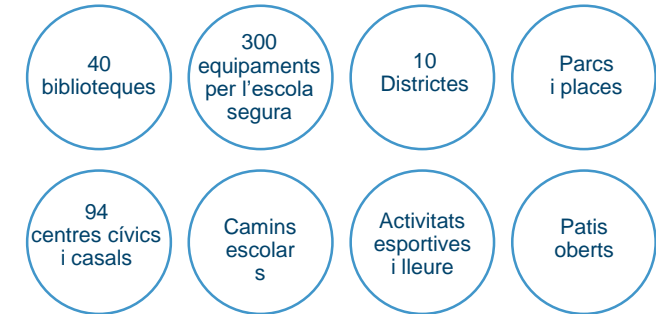 40
biblioteques
300
equipaments
per l'escola
segura
10
Districtes
Parcs
i places
94
centres cívics
i casals
Camins
escolar
s
Activitats
esportives
i lleure
Patis
oberts